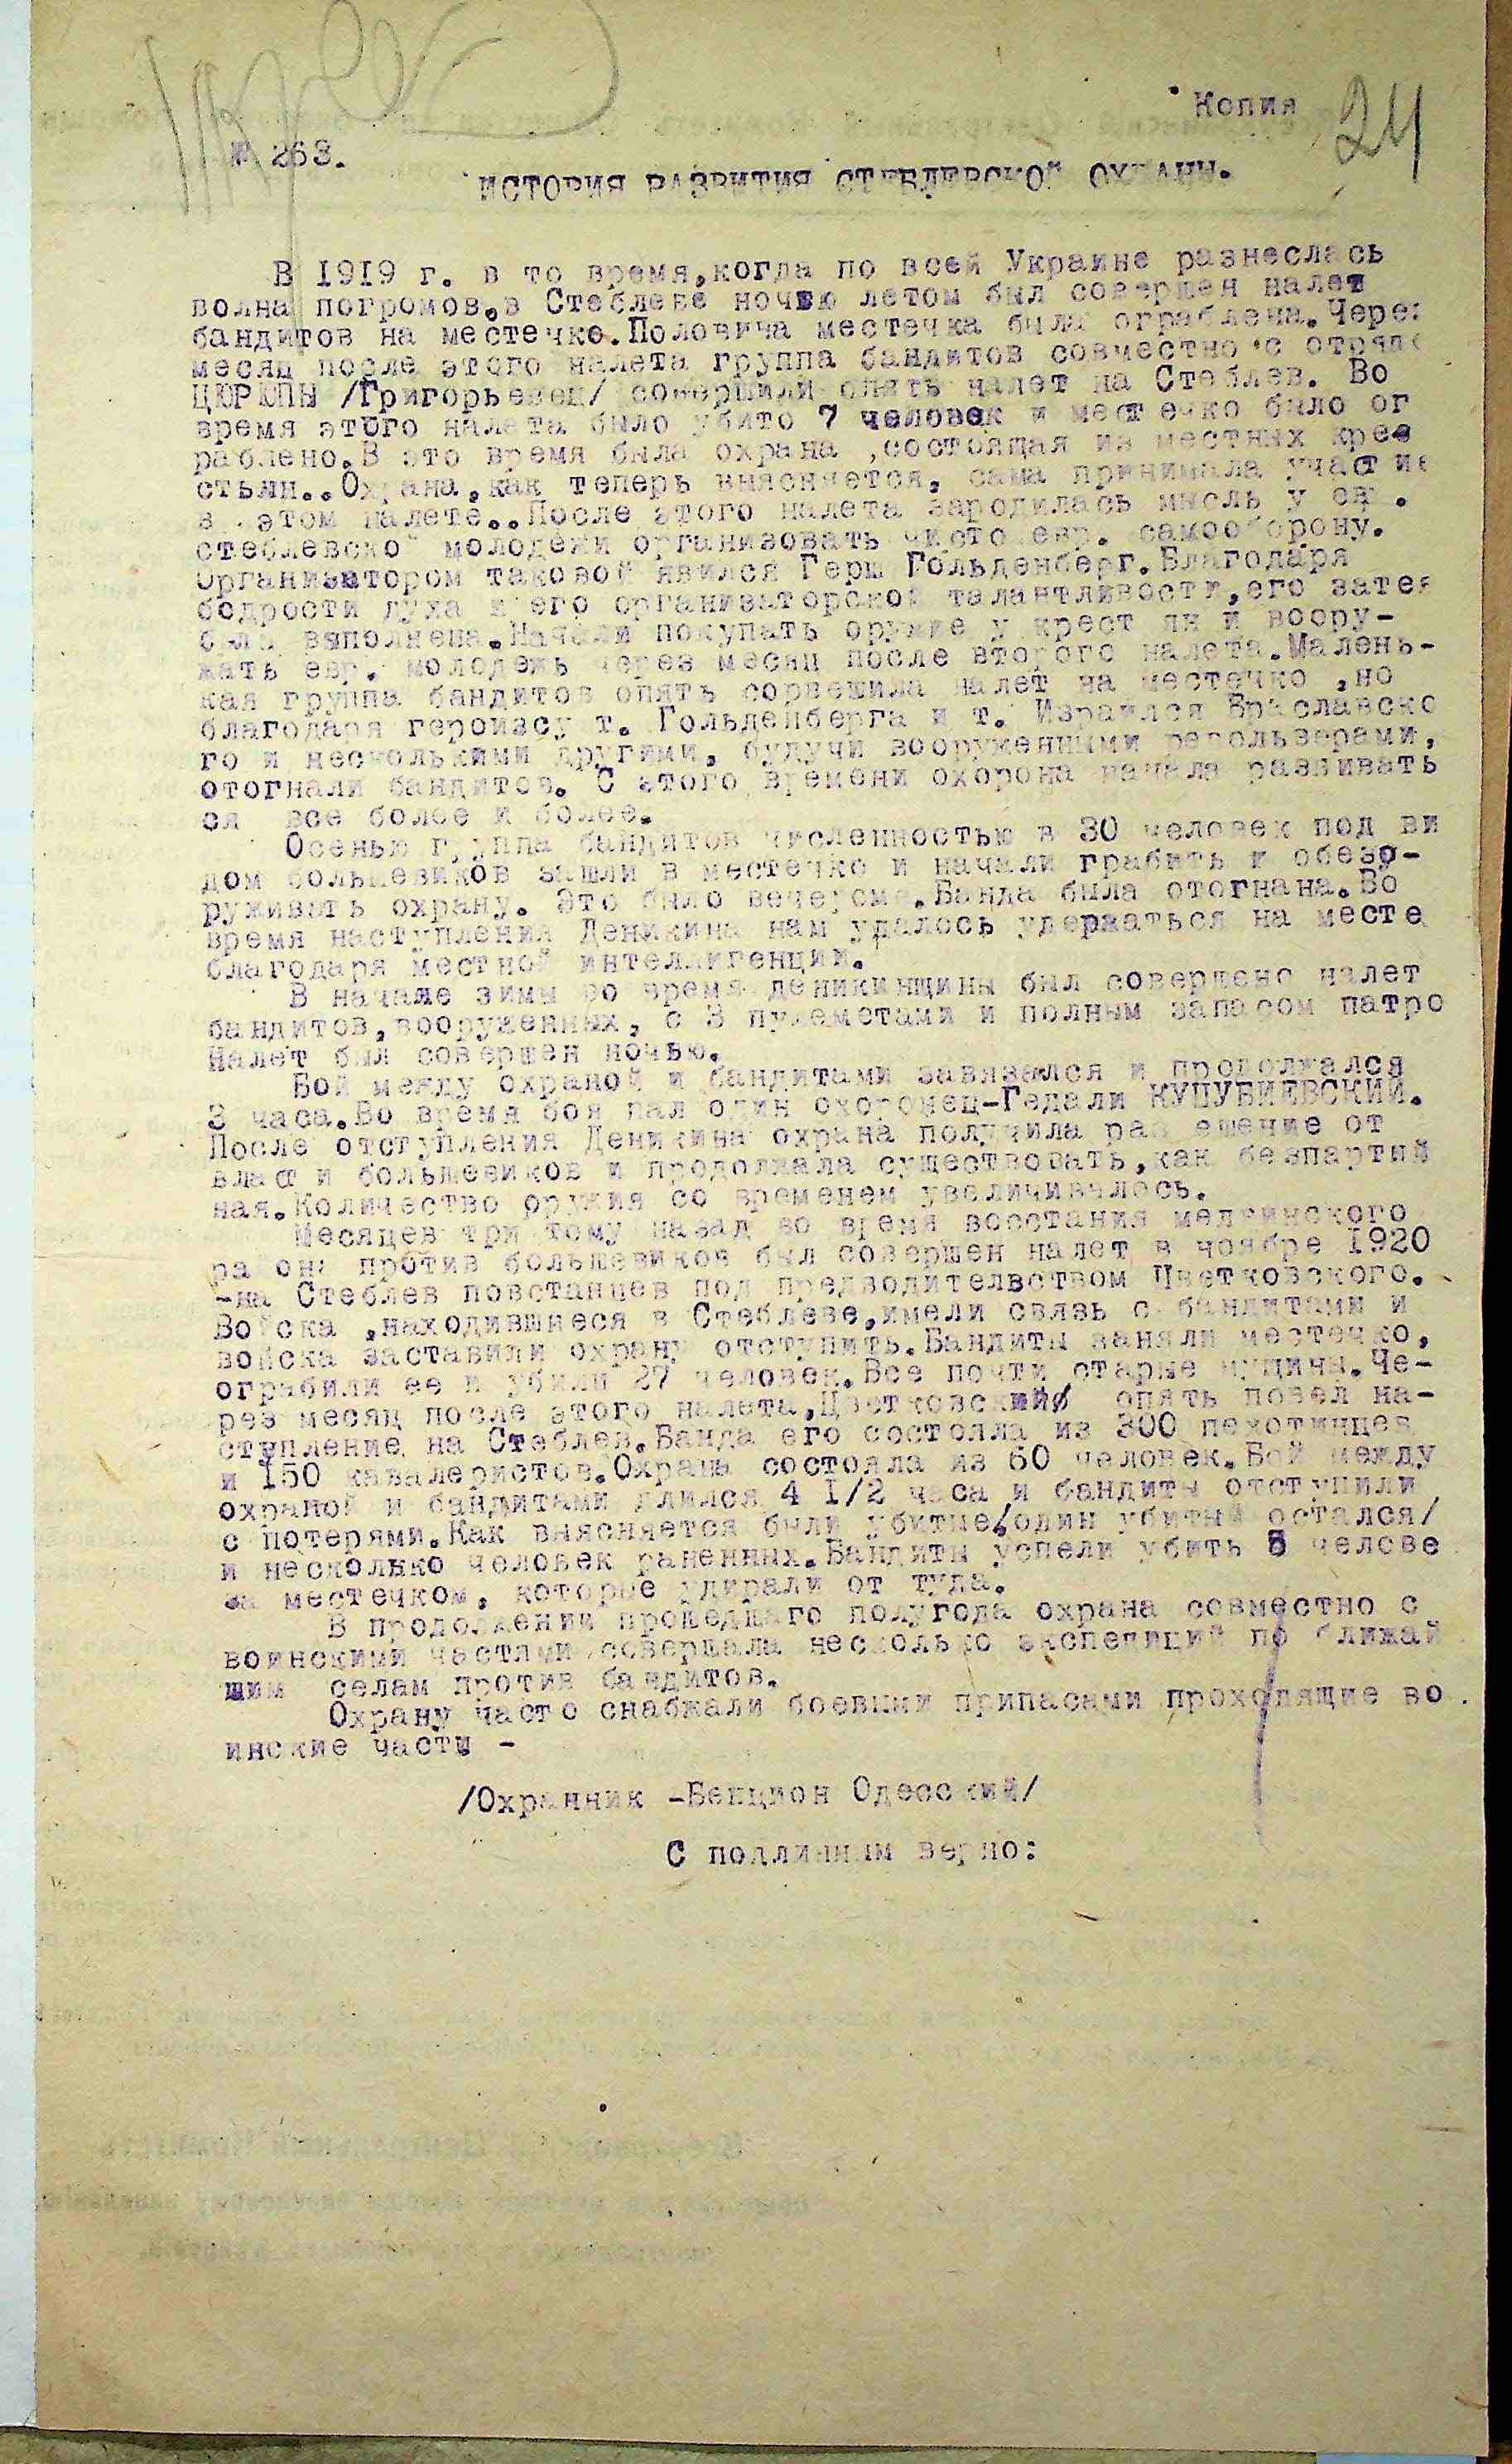 Копия
24
№ 263.
ИСТОРИЯ РАЗВИТИЯ СТЕБЛЕВСКОЙ ОХРАНЫ.
В 1919 г. в то время,когда по всей Украине разнеслась
волна погромов.в Стеблеве ночью летом был совершен налет
бандитов на местечко.Половина местечка была ограблена.Через
месяц после этого налета группа бандитов совместно с отрядо
ЦЮРЮПЫ /Григорьевец/ совершили опять налет на Стеблев. Во
время этого налета было убито 7 человек и местечко было ог
раблено.В это время была охрана ,состоящая из местных кре
стьян..Охрана,как теперь выясняется, сама принимала участие
в этом налете..После этого налета зародилась мысль у евр.
стеблевской молодежи организовать чисто евр. самооборону.
Организатором таковой явился Герш Гольденберг.Благодаря
бодрости духа и его организаторской талантливости,его затея
была выполнена.Начали покупать оружие у крестьян и воору-
жать евр. молодежь через месяц после второго налета.Малень-
кая группа бандитов опять сорвешила налет на местечко ,но
благодаря героизсу т. Гольденберга и т. Израился Браславско
го и несколькими другими, будучи вооруженными револьверами,
отогнали бандитов. С этого времени охорона начала развивать
ся все более и более.
Осенью группа бандитов численностью в 30 человек под ви
дом большевиков зашли в местечко и начали грабить и обезо-
руживать охрану. Это было вечером.Банда была отогнана.Во
время наступления Деникина нам удалось удержаться на месте
благодаря местной интеллигенции.
В начале зимы во время деникинщины был совершено налет
бандитов,вооруженных, с 3 пулеметами и полным запасом патро
Налет был совершен ночью.
Бой между охраной и бандитами завязался и продолжался
3 часа.Во время боя пал один охоронец-Гедали КУЦУБИЕВСКИЙ.
После отступления Деникина охрана получила разрешение от
власти большевиков и продолжала существовать,как безпартий
ная.Количество оружия со временем увеличивалось.
Месяцев три тому назад во время восстания медвинского
района против большевиков был совершен налет в ноябре 1920
-на Стеблев повстанцев под предводительством Цветковского.
Войска ,находившиеся в Стеблеве,имели связь с бандитами и
войска заставили охрану отступить.Бандиты заняли местечко,
ограбили ее и убили 27 человек.Все почти старые мущины.Че-
рез месяц после этого налета,Цветковский опять повел на-
ступление на Стеблев.Банда его состояла из 300 пехотинцев
и 150 кавалеристов.Охрана состояла из 60 человек.Бой между
охраной и бандитами длился 4 1/2 часа и бандиты отступили
с потерями.Как выясняется были убитые/один убитый остался/
и несколько человек раненных.Бандиты успели убить 5 челове
за местечком, которые удирали от туда.
В продолжении прошедшаго полугода охрана совместно с
воинскими частями совершала несколько экспедиций по ближай
шим селам против бандитов.
Охрану часто снабжали боевыми припасами проходящие во
инские части -
/Охранник -Бенцион Одесский/
С подлинным верно: